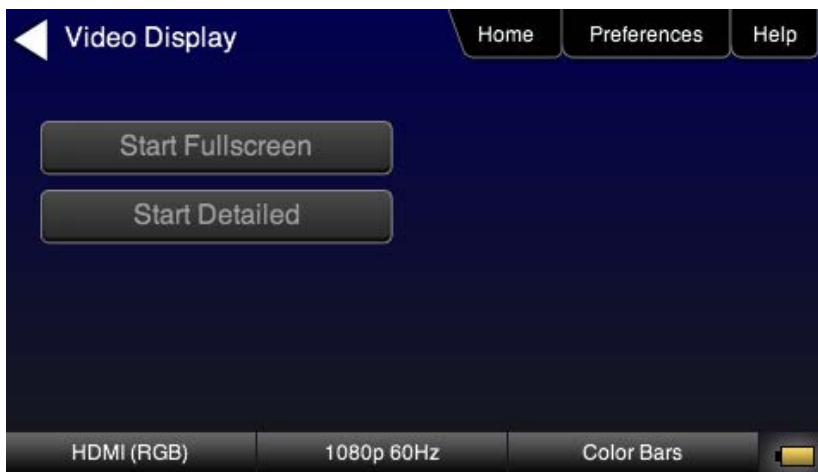 Video Display
Home
Preferences
Help
Start Fullscreen
Start Detailed
HDMI (RGB)
1080p 60Hz
Color Bars